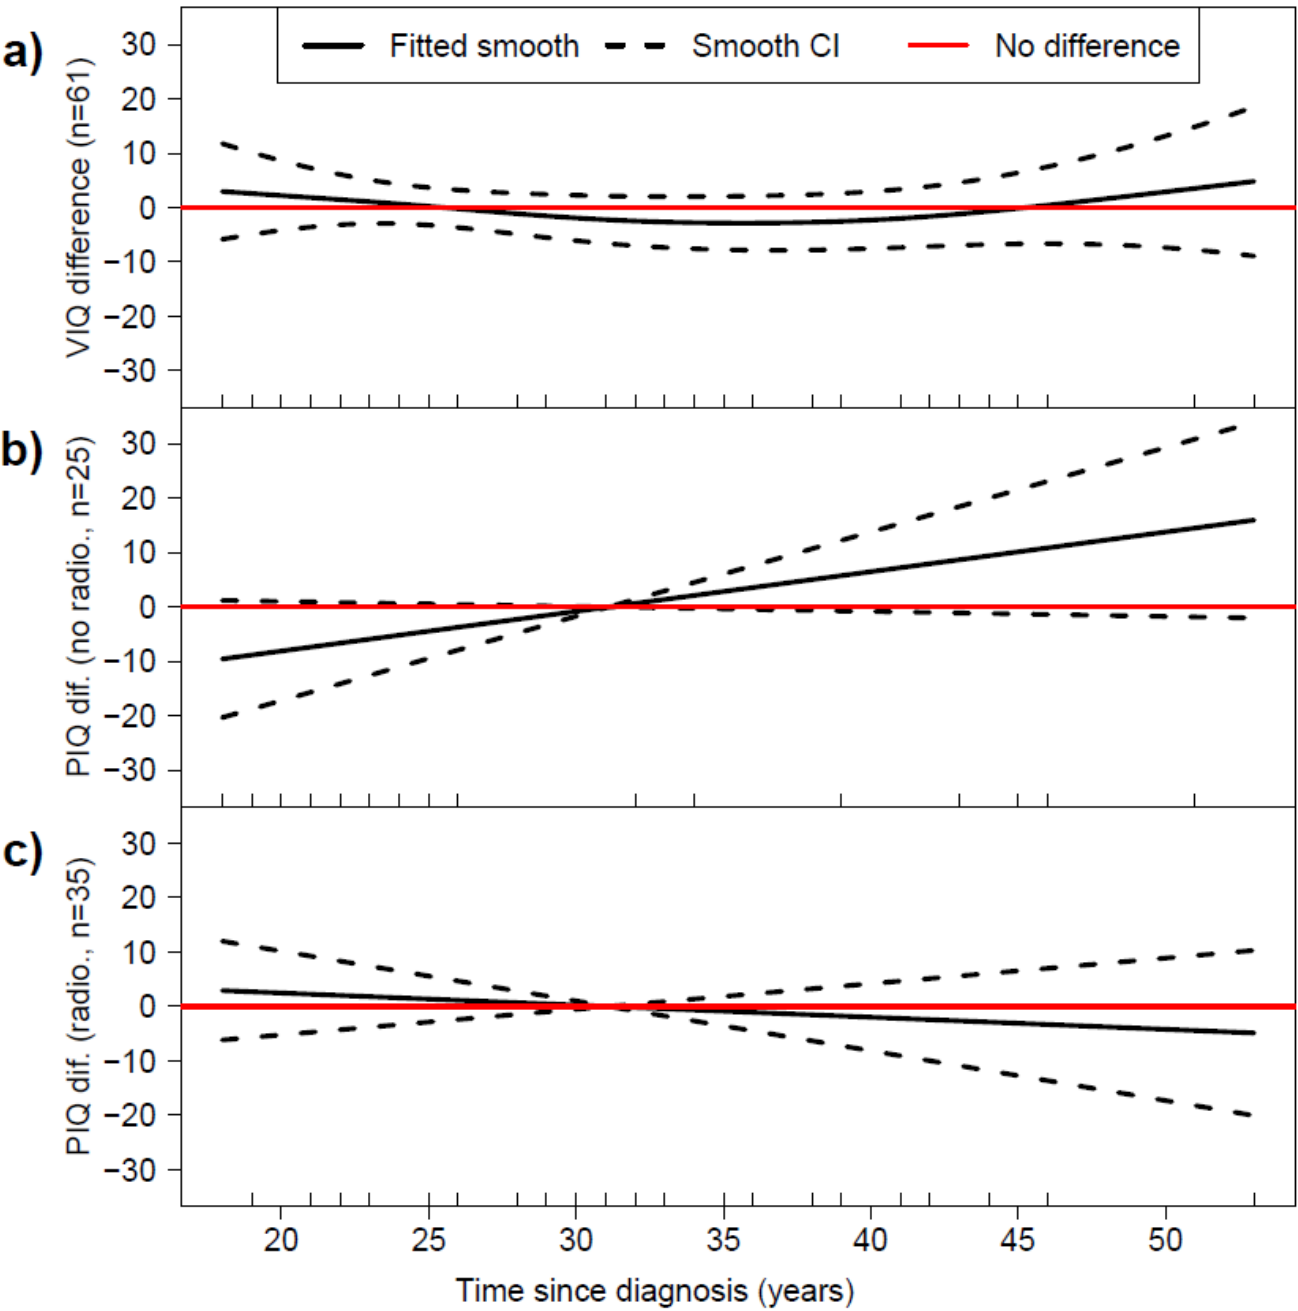 a)
VIQ difference (n=61)
30
20
10
0
−10
−20
−30
Fitted smooth
Smooth CI
No difference
b)
PIQ dif. (no radio., n=25)
30
20
10
0
−10
−20
−30
c)
PIQ dif. (radio., n=35)
30
20
10
0
−10
−20
−30
20 25 30 35 40 45 50
Time since diagnosis (years)